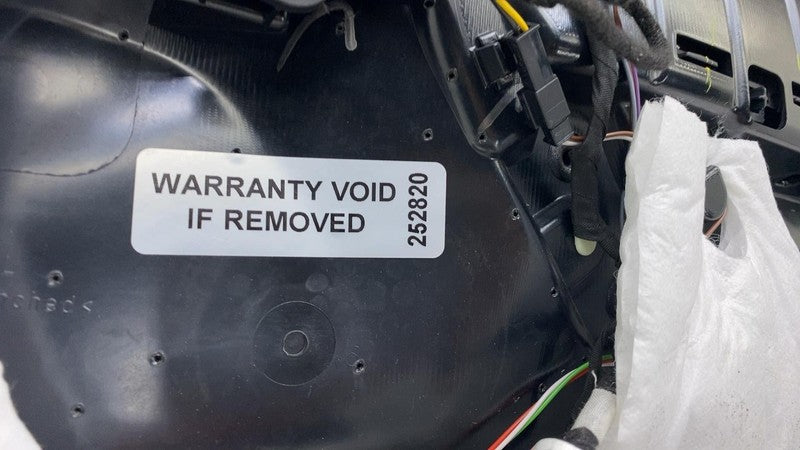 WARRANTY VOID
IF REMOVED
252820